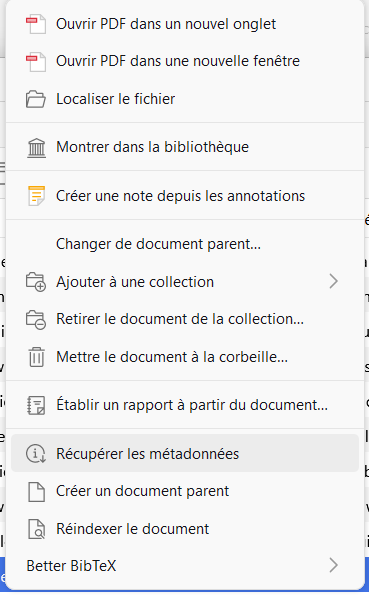 Ouvrir PDF dans un nouvel onglet
Ouvrir PDF dans une nouvelle fenêtre
Localiser le fichier
Montrer dans la bibliothèque
Créer une note depuis les annotations
Changer de document parent...
Ajouter à une collection
Retirer le document de la collection...
Mettre le document à la corbeille...
Établir un rapport à partir du document...
Récupérer les métadonnées
Créer un document parent
Réindexer le document
Better BibTeX